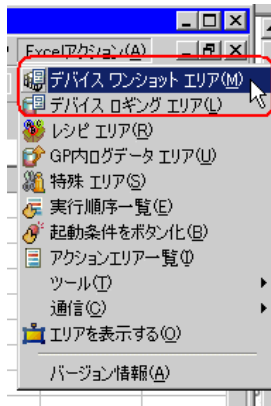 Excelアクション(A)
デバイス ワンショット エリア(M)
デバイス ロギング エリア(L)
レシピ エリア(R)
GP内ログデータ エリア(U)
特殊 エリア(S)
実行順序一覧(E)
起動条件をボタン化(B)
アクションエリア一覧(I)
ツール(T)
通信(C)
エリアを表示する(O)
バージョン情報(A)